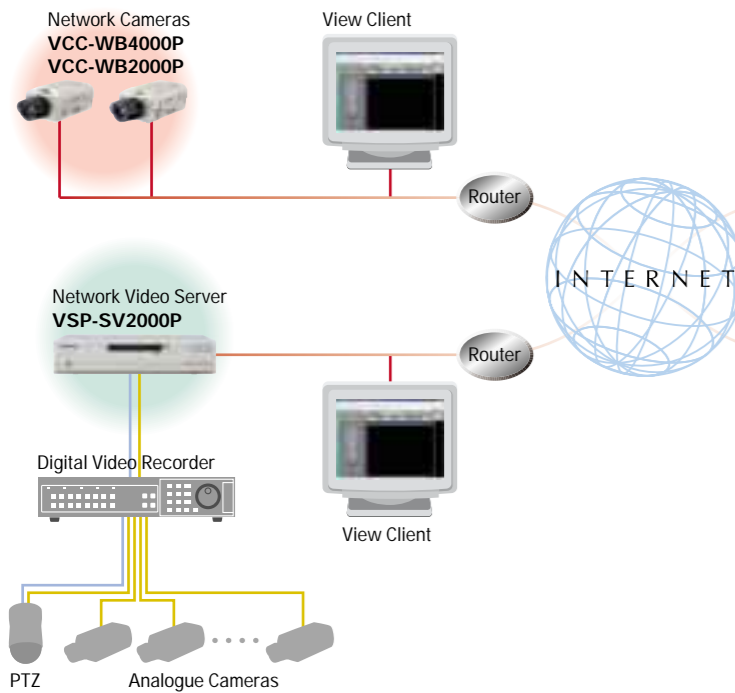 Network Cameras
VCC-WB4000P
VCC-WB2000P
View Client
Router
INTERNET
Network Video Server
VSP-SV2000P
Router
Digital Video Recorder
View Client
PTZ
Analogue Cameras